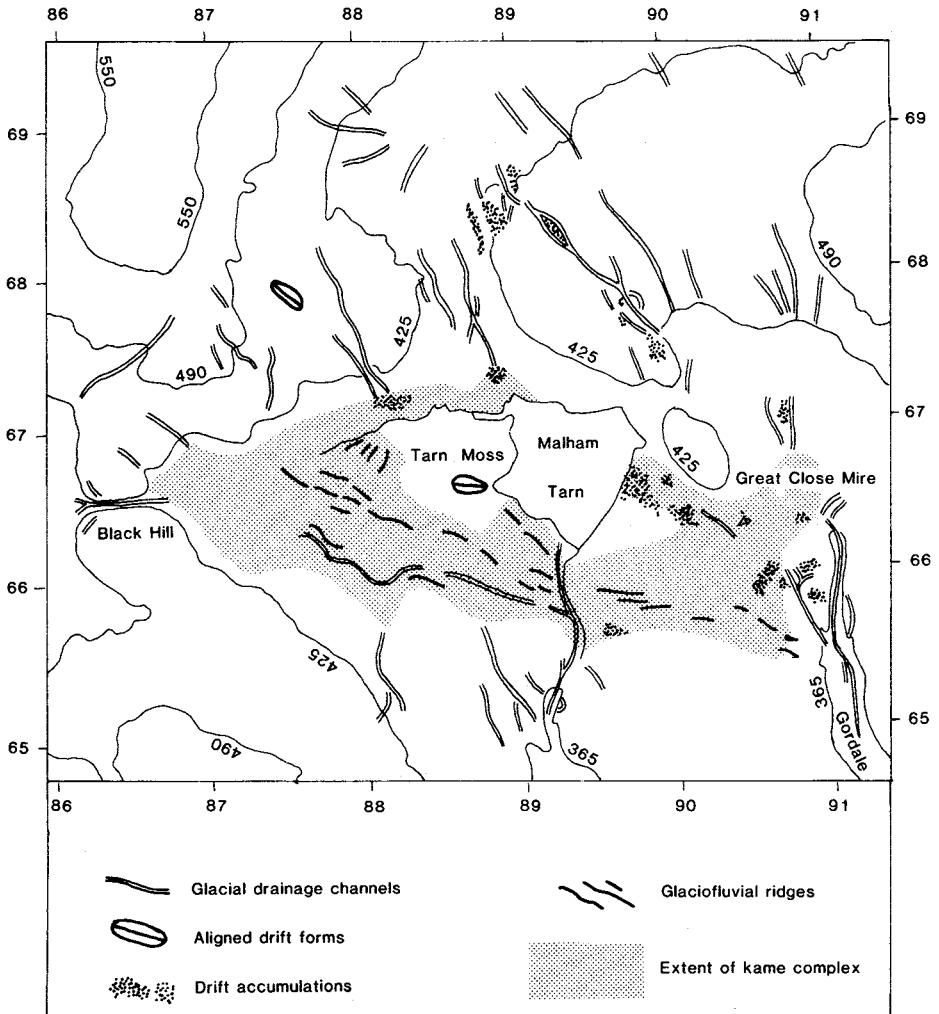 86 87 88 89 90 91
550
69 69
550
68 490 68
425
425
490
67 67
Tarn Moss Malham
Tarn
425
Great Close Mire
Black Hill
66 66
425
365
Gordale
65 490 365 65
86 87 88 89 90 91
Glacial drainage channels
Glaciofluvial ridges
Aligned drift forms
Extent of kame complex
Drift accumulations